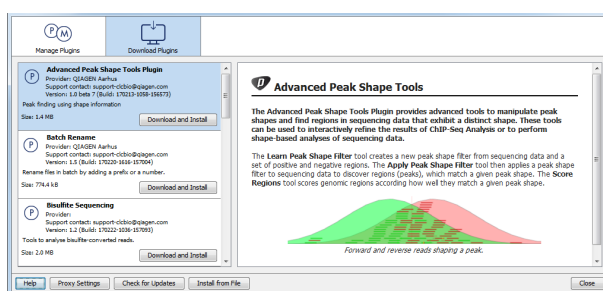 Manage Plugins
Download Plugins
Advanced Peak Shape Tools Plugin
Provider: QIAGEN Aarhus
Support contact: support-clcbio@qiagen.com
Version: 1.0 beta 7 (Build: 170213-1058-156573)
Peak finding using shape information
Size: 1.4 MB
Download and Install
Batch Rename
Provider: QIAGEN Aarhus
Support contact: support-clcbio@qiagen.com
Version: 1.5 (Build: 170220-1616-157004)
Rename files in batch by adding a prefix or a number.
Size: 774.4 kB
Download and Install
Bisulfite Sequencing
Provider:
Support contact: support-clcbio@qiagen.com
Version: 1.2 (Build: 170222-1036-157093)
Tools to analyse bisulfite-converted reads.
Size: 2.0 MB
Download and Install
Advanced Peak Shape Tools
The Advanced Peak Shape Tools Plugin provides advanced tools to manipulate peak
shapes and find regions in sequencing data that exhibit a distinct shape. These tools
can be used to interactively refine the results of ChIP-Seq Analysis or to perform
shape-based analyses of sequencing data.
The Learn Peak Shape Filter tool creates a new peak shape filter from sequencing data and a
set of positive and negative regions. The Apply Peak Shape Filter tool then applies a peak shape
filter to sequencing data to discover regions (peaks), which match a given peak shape. The Score
Regions tool scores genomic regions according how well they match a given peak shape.
Forward and reverse reads shaping a peak.
Help
Proxy Settings
Check for Updates
Install from File
Close